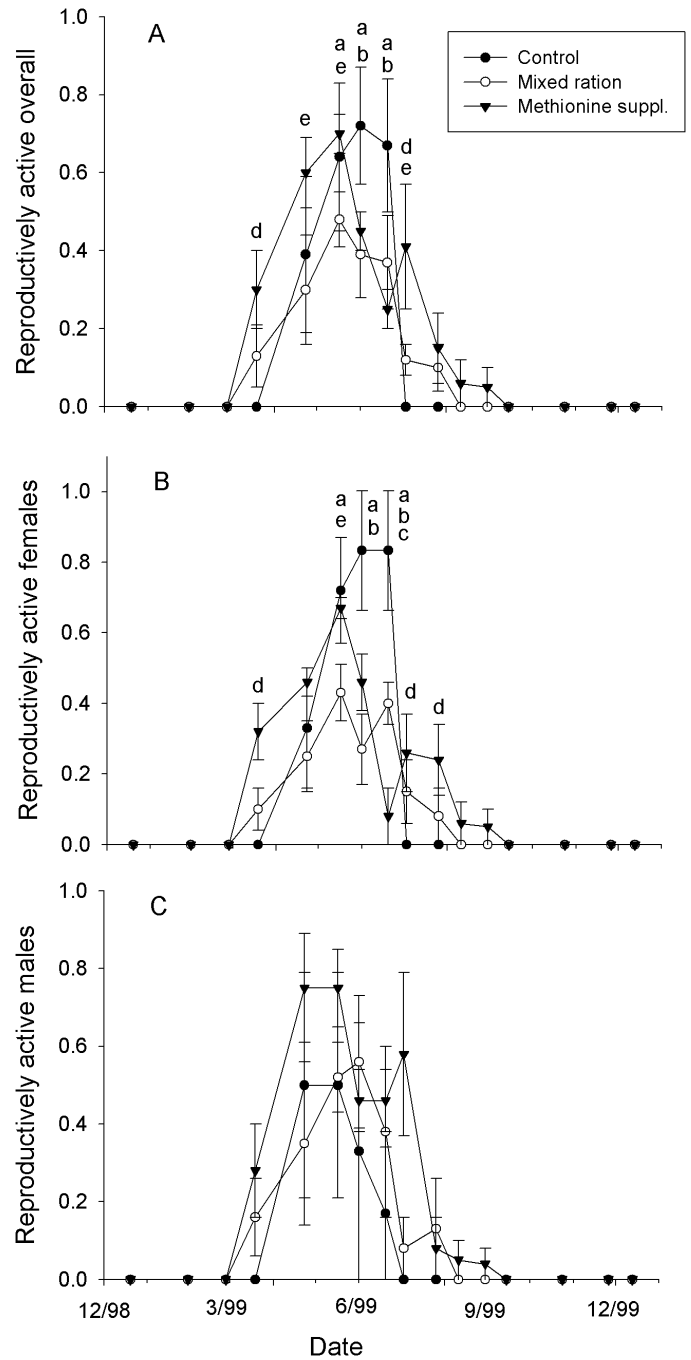 A
Reproductively active overall
1.0
0.8
0.6
0.4
0.2
0.0
d
e
a
e
a
b
a
b
d
e
Control
Mixed ration
Methionine suppl.
B
Reproductively active females
1.0
0.8
0.6
0.4
0.2
0.0
d
a
e
a
b
a
b
c
d
d
C
Reproductively active males
1.0
0.8
0.6
0.4
0.2
0.0
12/98
3/99
6/99
9/99
12/99
Date